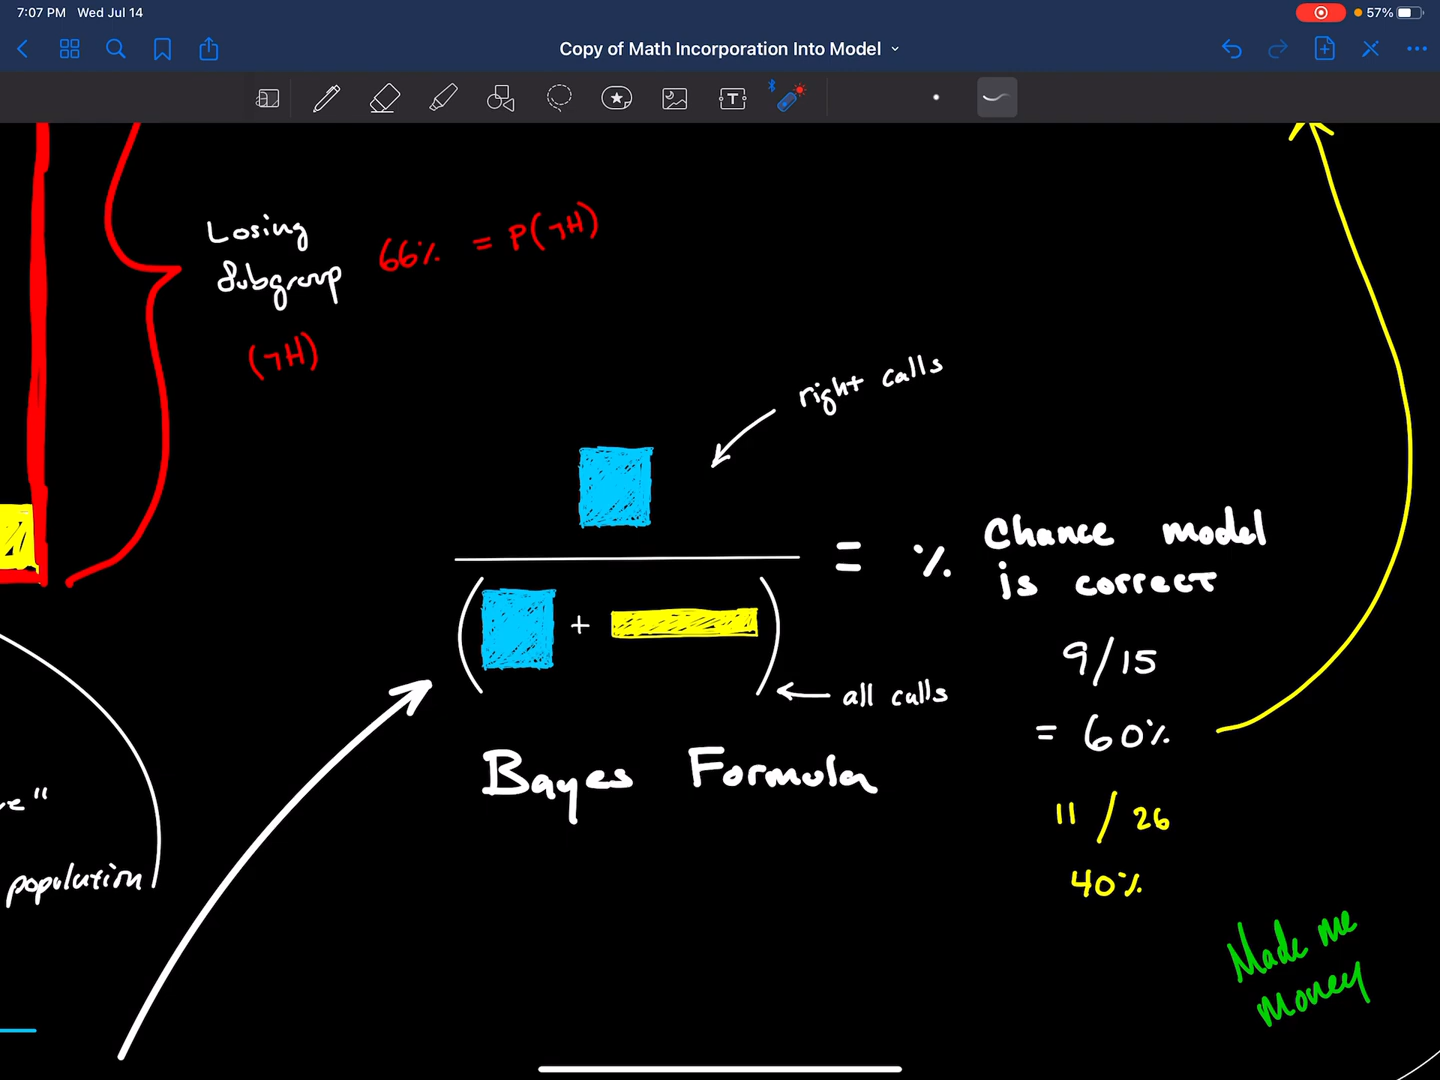 7:07 PM Wed Jul 14
57%
Copy of Math Incorporation Into Model
T
Losing
Subgroup
66% = P(¬H)
(¬H)
right calls
+
= % Chance model
is correct
9/15
= 60%
all calls
Bayes Formula
11/26
40%
population
Made me
money